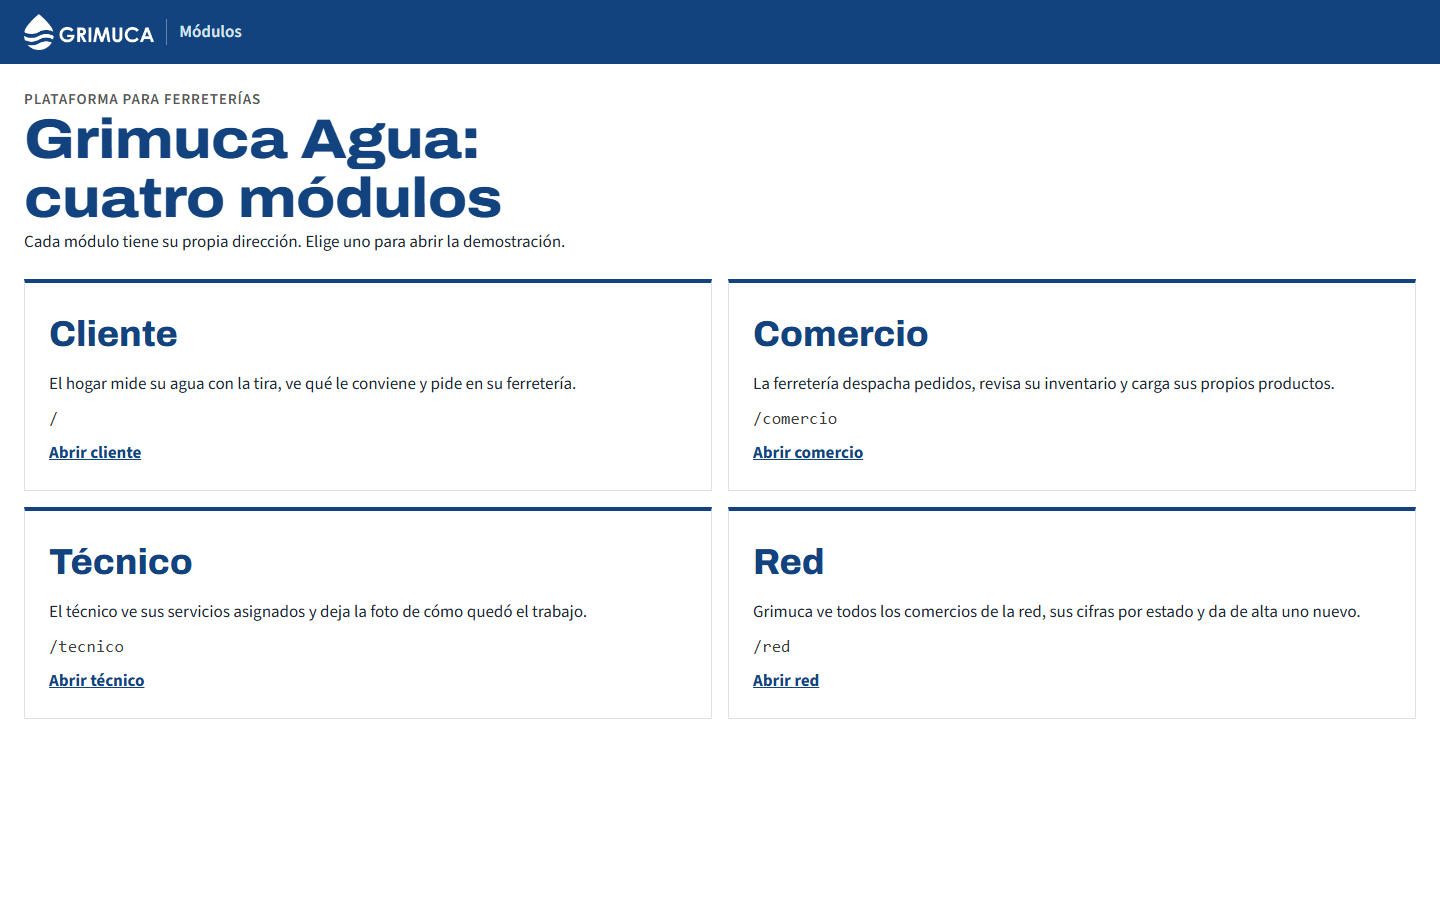 GRIMUCA
Módulos
PLATAFORMA PARA FERRETERÍAS
Grimuca Agua:
cuatro módulos
Cada módulo tiene su propia dirección. Elige uno para abrir la demostración.
Cliente
El hogar mide su agua con la tira, ve qué le conviene y pide en su ferretería.
/
Abrir cliente
Comercio
La ferretería despacha pedidos, revisa su inventario y carga sus propios productos.
/comercio
Abrir comercio
Técnico
El técnico ve sus servicios asignados y deja la foto de cómo quedó el trabajo.
/tecnico
Abrir técnico
Red
Grimuca ve todos los comercios de la red, sus cifras por estado y da de alta uno nuevo.
/red
Abrir red